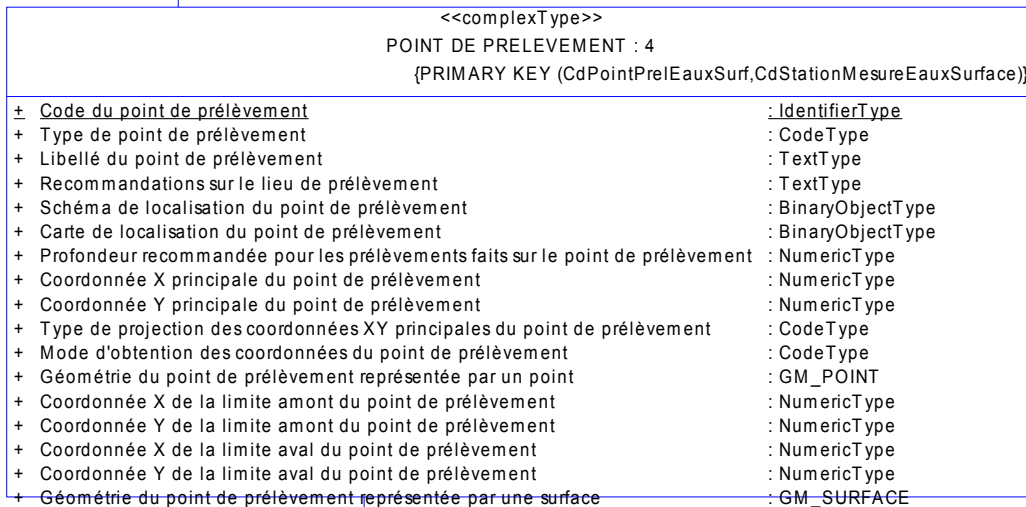 <<complexType>>
POINT DE PRELEVEMENT : 4
{PRIMARY KEY (CdPointPrelEauxSurf,CdStationMesureEauxSurface)}
+ Code du point de prélèvement : IdentifierType
+ Type de point de prélèvement : CodeType
+ Libellé du point de prélèvement : TextType
+ Recommandations sur le lieu de prélèvement : TextType
+ Schéma de localisation du point de prélèvement : BinaryObjectType
+ Carte de localisation du point de prélèvement : BinaryObjectType
+ Profondeur recommandée pour les prélèvements faits sur le point de prélèvement : NumericType
+ Coordonnée X principale du point de prélèvement : NumericType
+ Coordonnée Y principale du point de prélèvement : NumericType
+ Type de projection des coordonnées XY principales du point de prélèvement : CodeType
+ Mode d'obtention des coordonnées du point de prélèvement : CodeType
+ Géométrie du point de prélèvement représentée par un point : GM_POINT
+ Coordonnée X de la limite amont du point de prélèvement : NumericType
+ Coordonnée Y de la limite amont du point de prélèvement : NumericType
+ Coordonnée X de la limite aval du point de prélèvement : NumericType
+ Coordonnée Y de la limite aval du point de prélèvement : NumericType
+ Géométrie du point de prélèvement représentée par une surface : GM_SURFACE